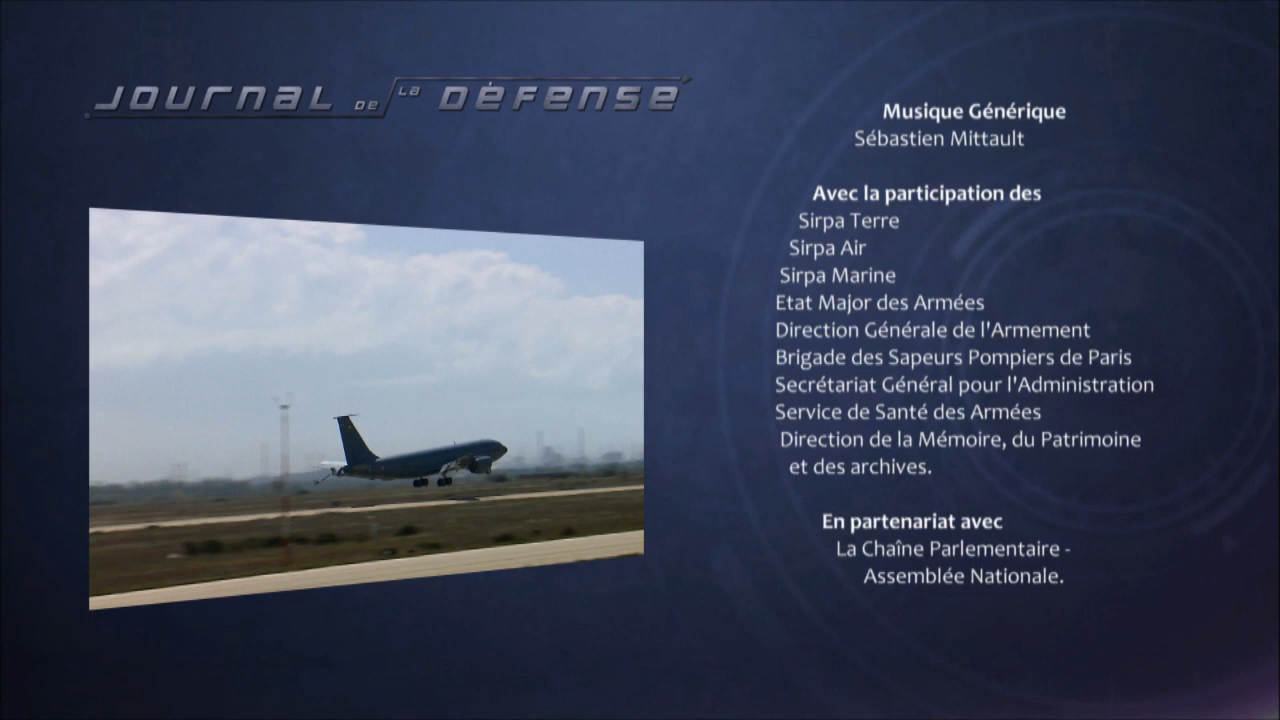 JOURNAL DE LA DÉFENSE
Musique Générique
Sébastien Mittault
Avec la participation des
Sirpa Terre
Sirpa Air
Sirpa Marine
Etat Major des Armées
Direction Générale de l'Armement
Brigade des Sapeurs Pompiers de Paris
Secrétariat Général pour l'Administration
Service de Santé des Armées
Direction de la Mémoire, du Patrimoine
et des archives.
En partenariat avec
La Chaîne Parlementaire -
Assemblée Nationale.